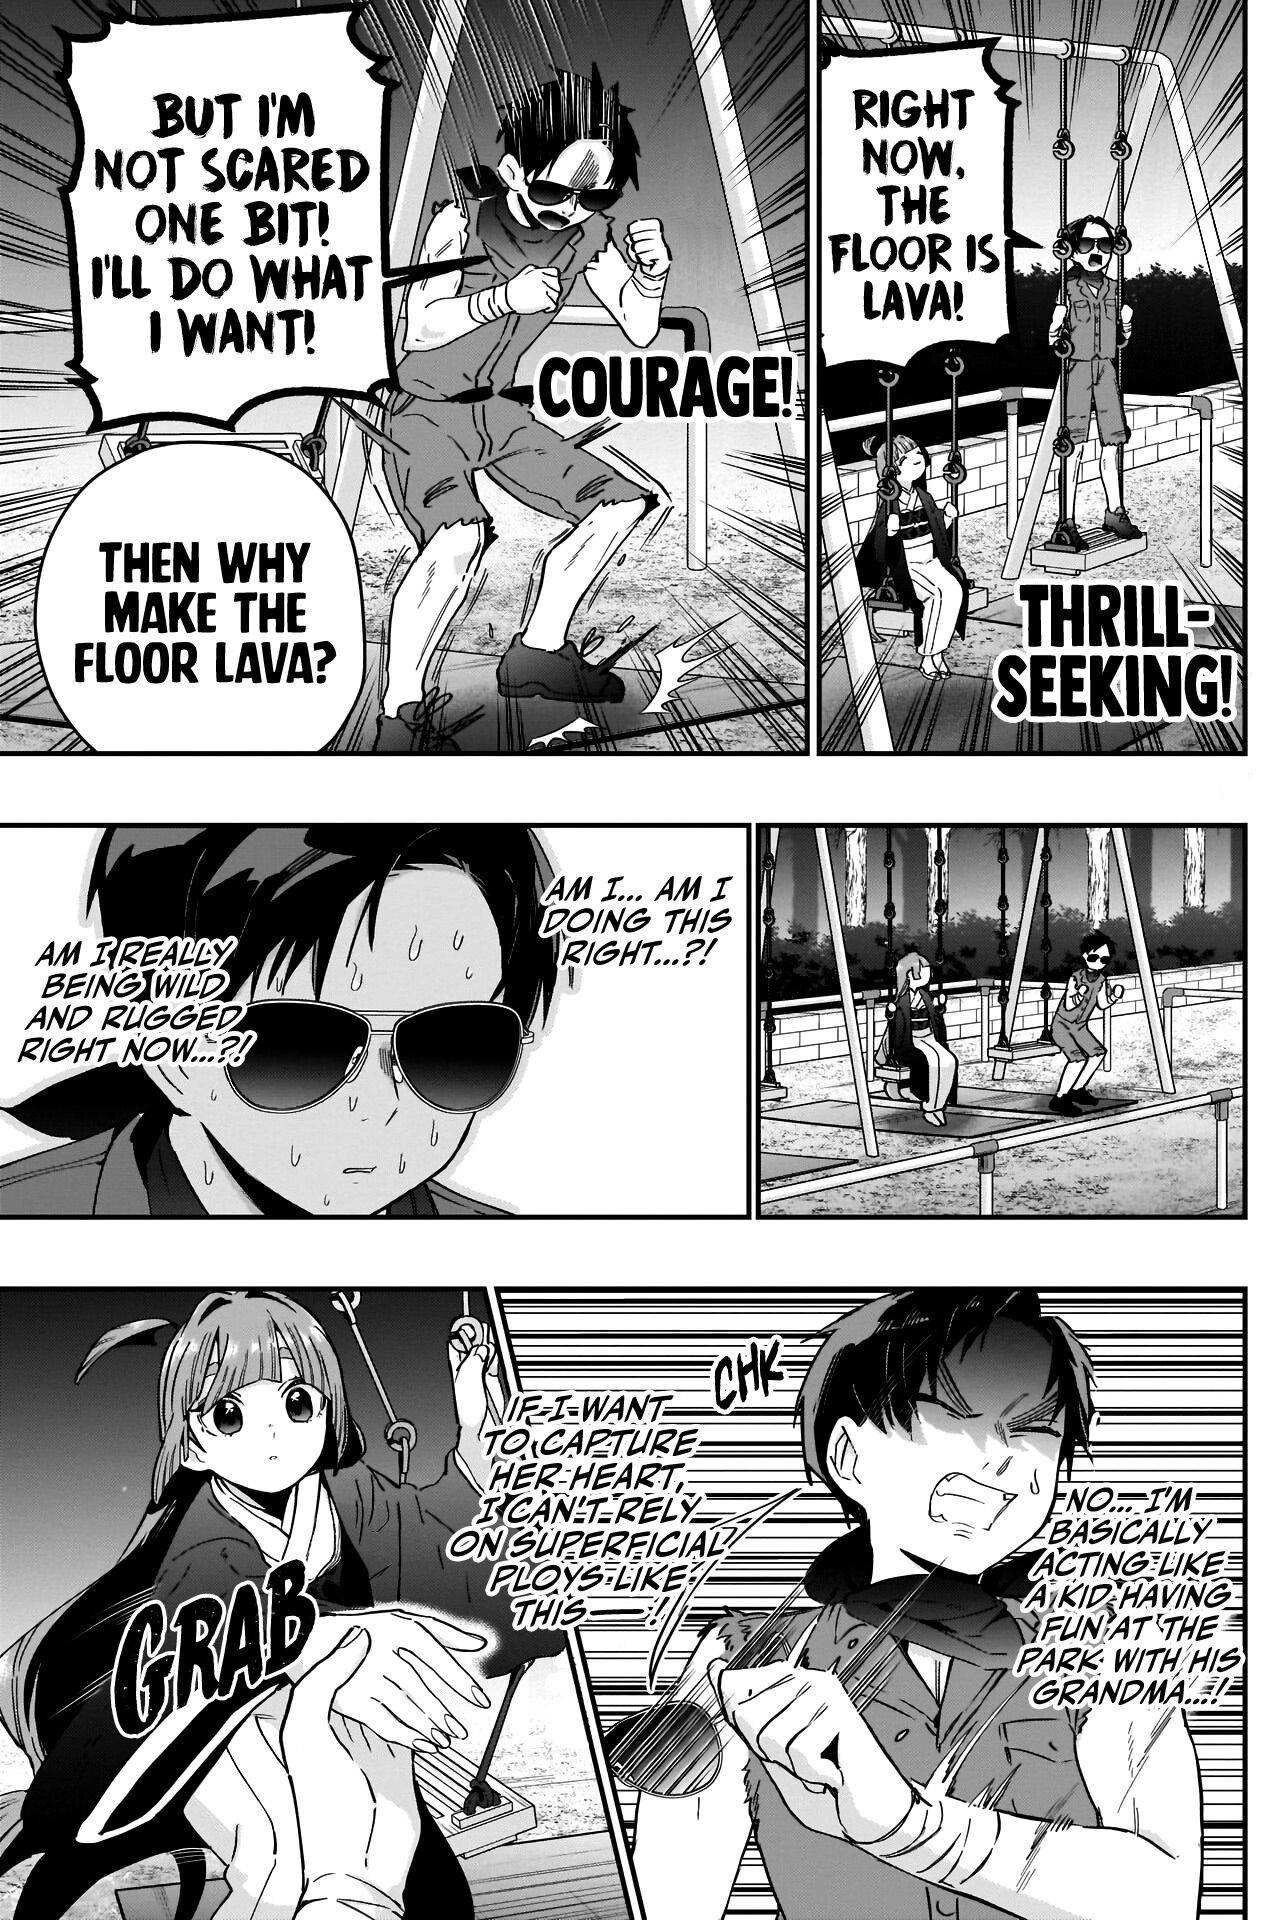 RIGHT
NOW,
THE
FLOOR IS
LAVA!
THRILL-
SEEKING!
BUT I'M
NOT SCARED
ONE BIT!
I'LL DO WHAT
I WANT!
COURAGE!
THEN WHY
MAKE THE
FLOOR LAVA?
AM I... AM I
DOING THIS
RIGHT...?!
AM I REALLY
BEING WILD
AND RUGGED
RIGHT NOW...?!
NO... I'M
BASICALLY
ACTING LIKE
A KID HAVING
FUN AT THE
PARK WITH HIS
GRANDMA...!
CHK
IF I WANT
TO CAPTURE
HER HEART,
I CAN'T RELY
ON SUPERFICIAL
PLOYS LIKE
THIS——!
GRAB